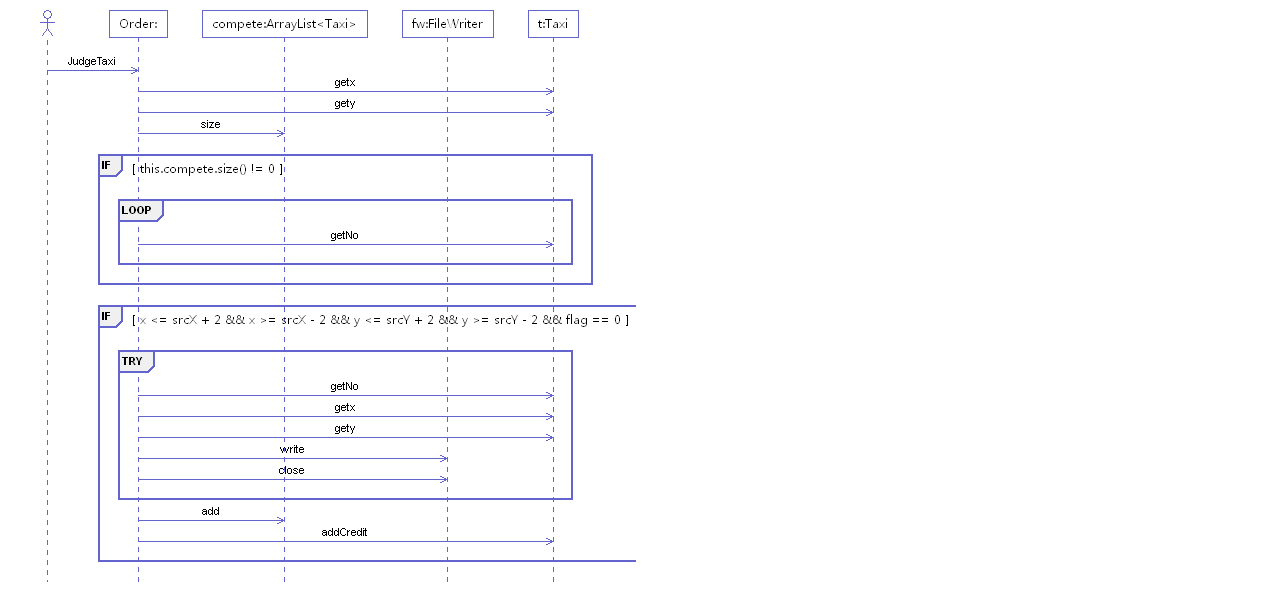 Order: compete:ArrayList<Taxi> fw:FileWriter t:Taxi
JudgeTaxi
getx
gety
size
IF [ this.compete.size() != 0 ]
LOOP
getNo
IF [ x <= srcX + 2 && x >= srcX - 2 && y <= srcY + 2 && y >= srcY - 2 && flag == 0 ]
TRY
getNo
getx
gety
write
close
add
addCredit